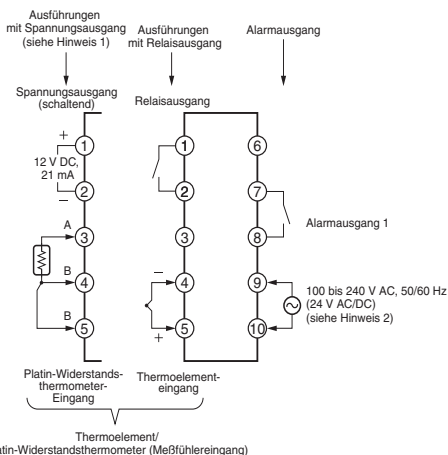 Ausführungen
mit Spannungsausgang
(siehe Hinweis 1)
Ausführungen
mit Relaisausgang
Alarmausgang
Spannungsausgang
(schaltend)
Relaisausgang
+
12 V DC,
21 mA
−
A
B
B
1
2
3
4
5
1
2
3
4
5
−
+
6
7
8
9
10
Alarmausgang 1
100 bis 240 V AC, 50/60 Hz
(24 V AC/DC)
(siehe Hinweis 2)
Platin-Widerstands-
thermometer-
Eingang
Thermoelement-
eingang
Thermoelement/
atin-Widerstandsthermometer (Meßfühlereingang)